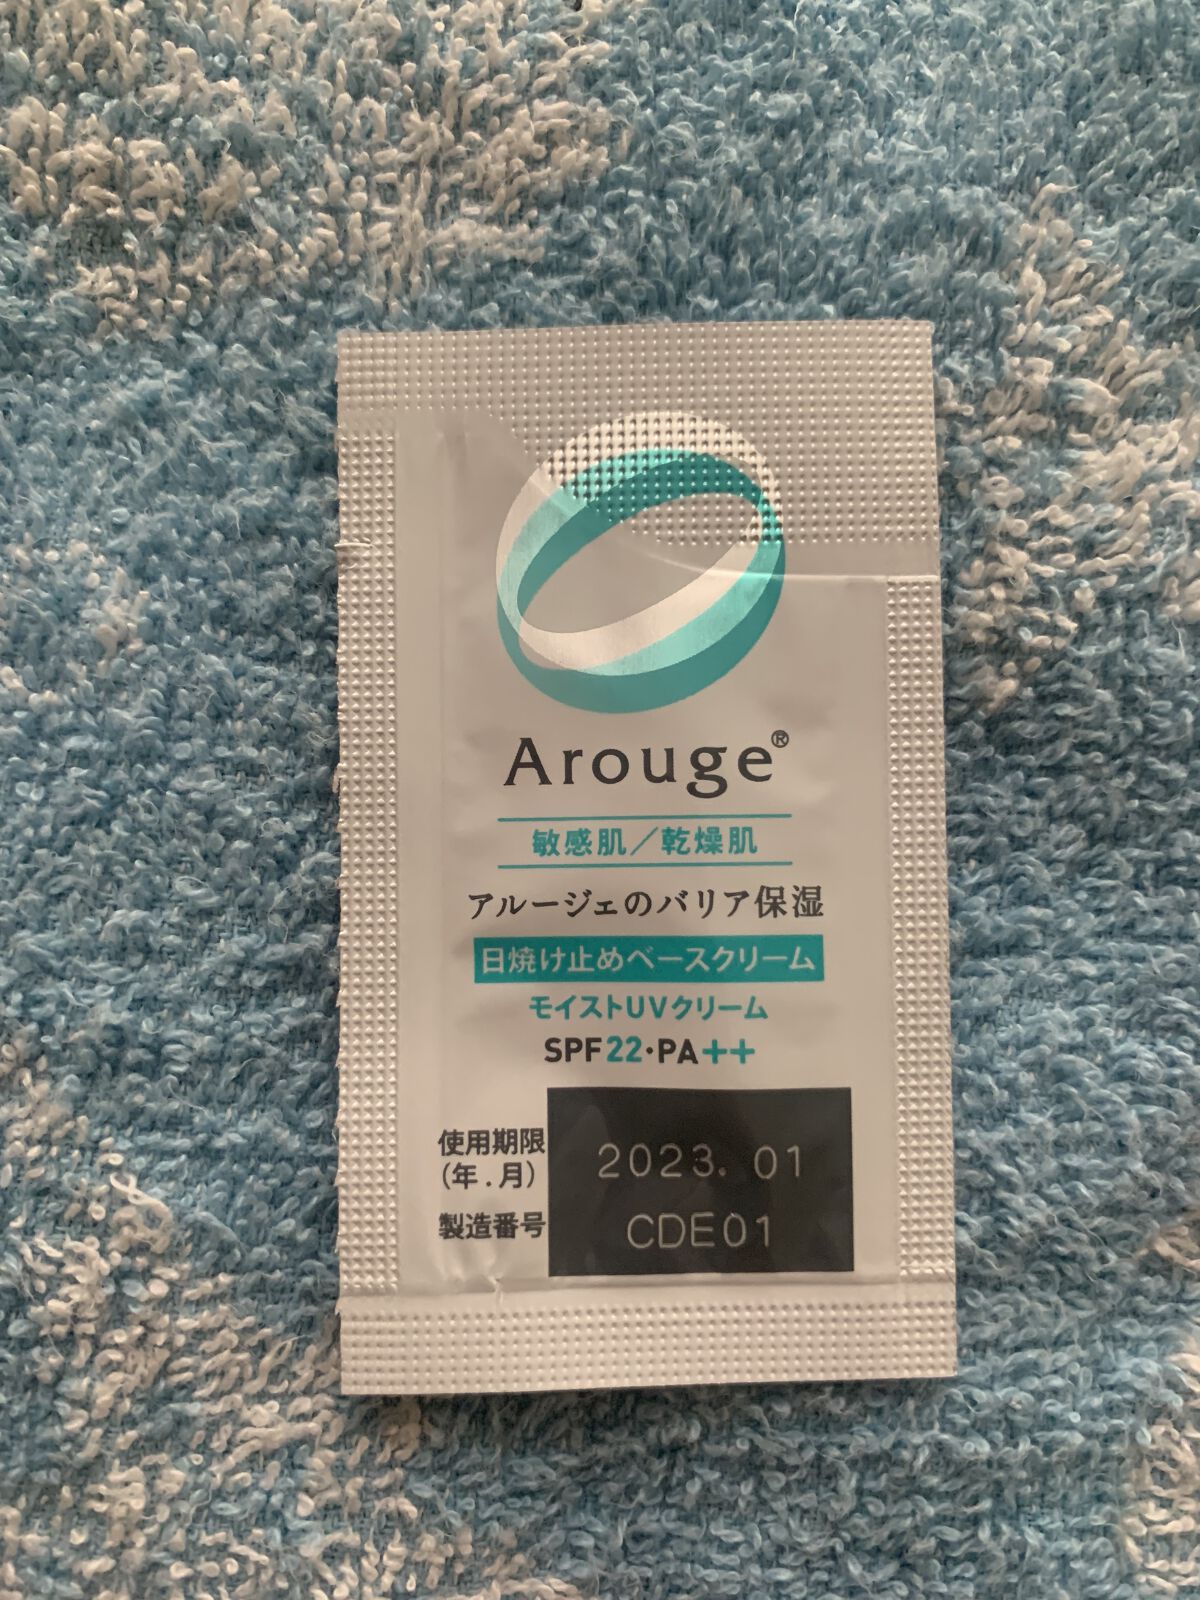 Arouge®
敏感肌／乾燥肌
アルージェのバリア保湿
日焼け止めベースクリーム
モイストUVクリーム
SPF22・PA++
使用期限
(年.月)
2023.01
製造番号
CDE01